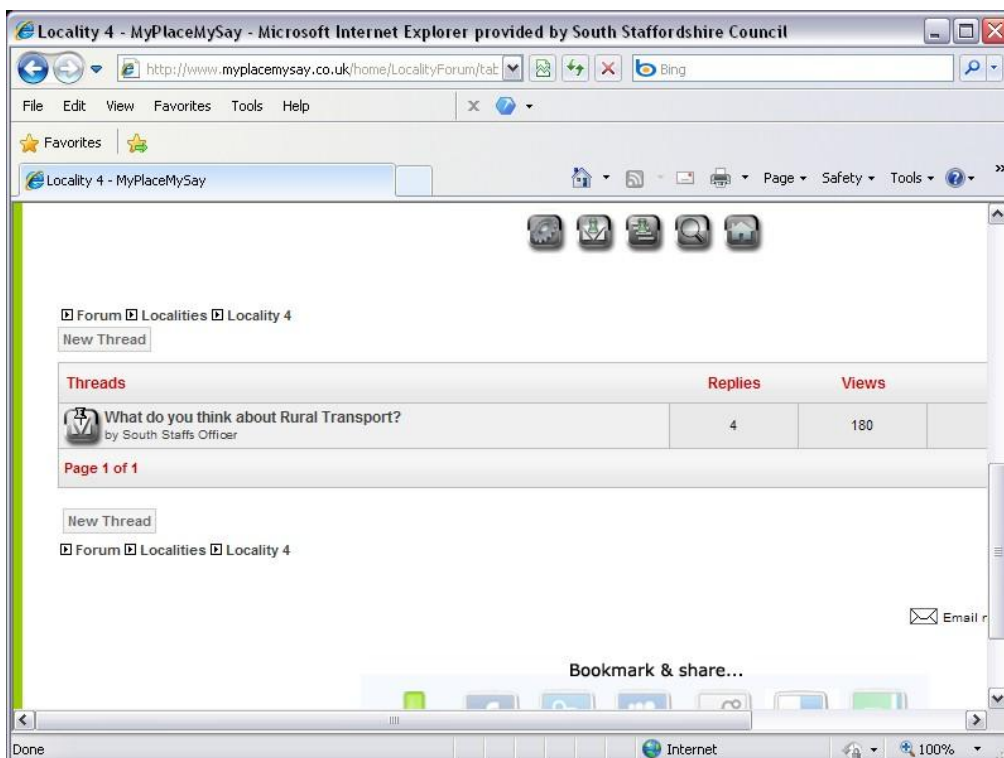 Locality 4 - MyPlaceMySay - Microsoft Internet Explorer provided by South Staffordshire Council
http://www.myplacemysay.co.uk/home/LocalityForum/tab
Bing
File Edit View Favorites Tools Help
x
Favorites
Locality 4 - MyPlaceMySay
Page Safety Tools
Forum Localities Locality 4
New Thread
Threads Replies Views
What do you think about Rural Transport? 4 180
by South Staffs Officer
Page 1 of 1
New Thread
Forum Localities Locality 4
Email r
Bookmark & share...
Done Internet 100%